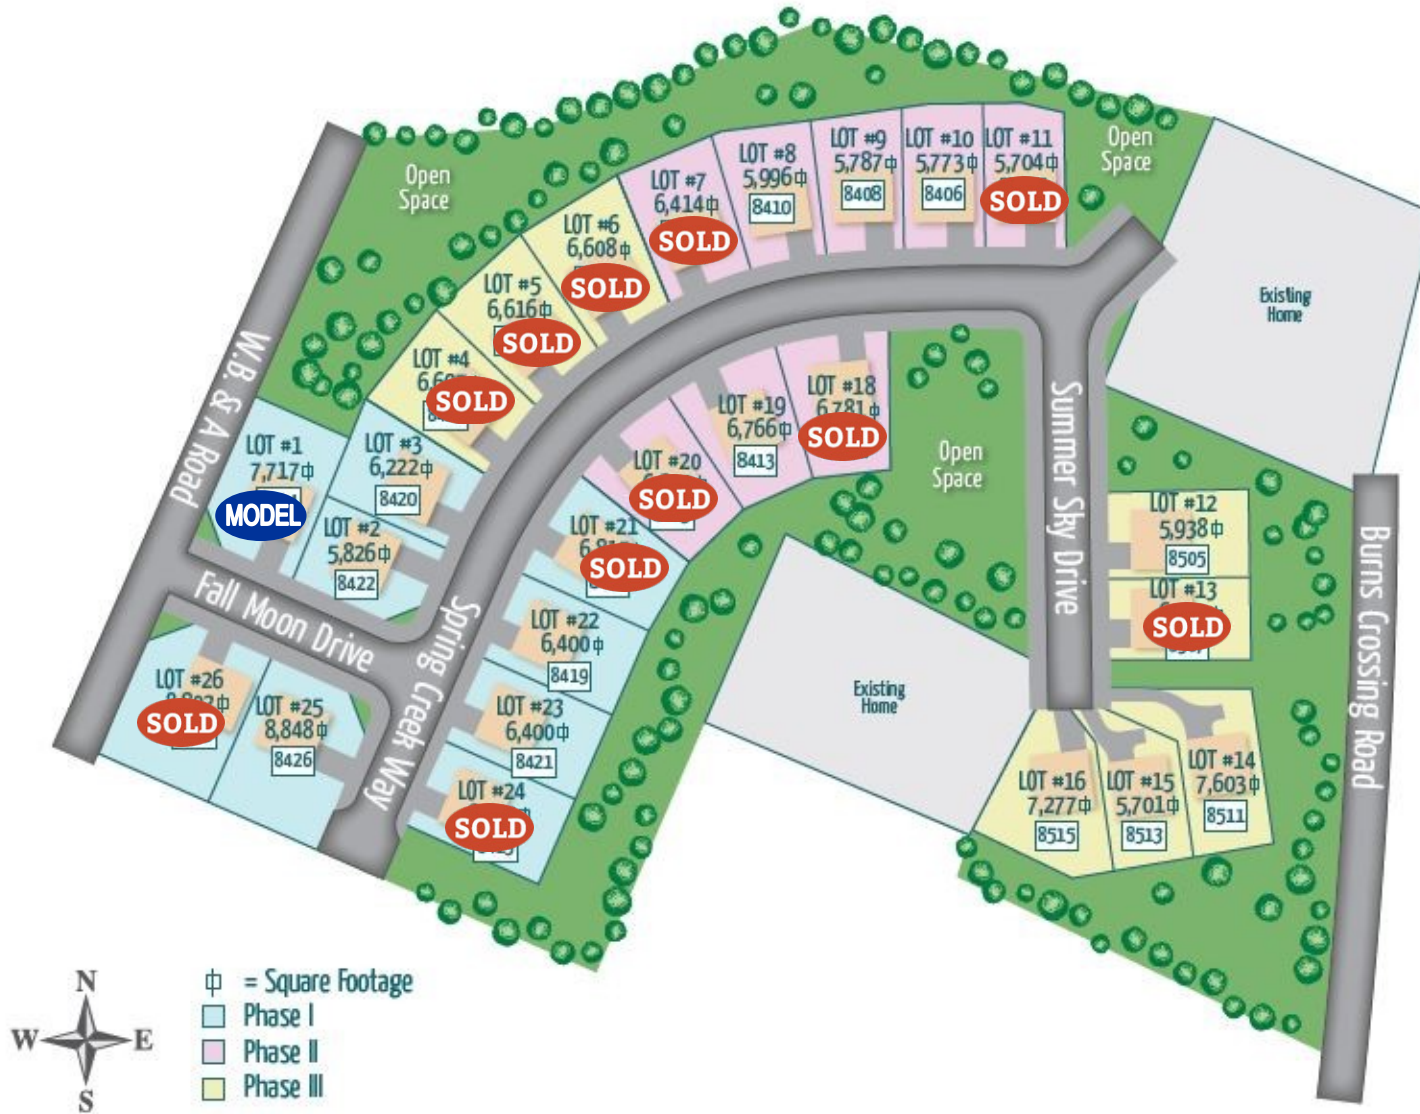 Open
Space
LOT #11
5,704⏀
SOLD
Open
Space
LOT #10
5,773⏀
8406
LOT #9
5,787⏀
8408
LOT #8
5,996⏀
8410
LOT #7
6,414⏀
SOLD
LOT #6
6,608⏀
SOLD
LOT #5
6,616⏀
SOLD
LOT #4
SOLD
Existing
Home
W.B. & A Road
LOT #1
7,717⏀
MODEL
LOT #3
6,222⏀
8420
LOT #2
5,826⏀
8422
LOT #18
6,781⏀
SOLD
LOT #19
6,766⏀
8413
LOT #20
SOLD
LOT #21
SOLD
Open
Space
Summer Sky Drive
LOT #12
5,938⏀
8505
LOT #13
SOLD
Burns Crossing Road
Fall Moon Drive
Spring Creek Way
LOT #22
6,400⏀
8419
LOT #23
6,400⏀
8421
LOT #24
SOLD
LOT #26
SOLD
LOT #25
8,848⏀
8426
Existing
Home
LOT #14
7,603⏀
8511
LOT #15
5,701⏀
8513
LOT #16
7,277⏀
8515
N
W
E
S
⏀ = Square Footage
Phase I
Phase II
Phase III